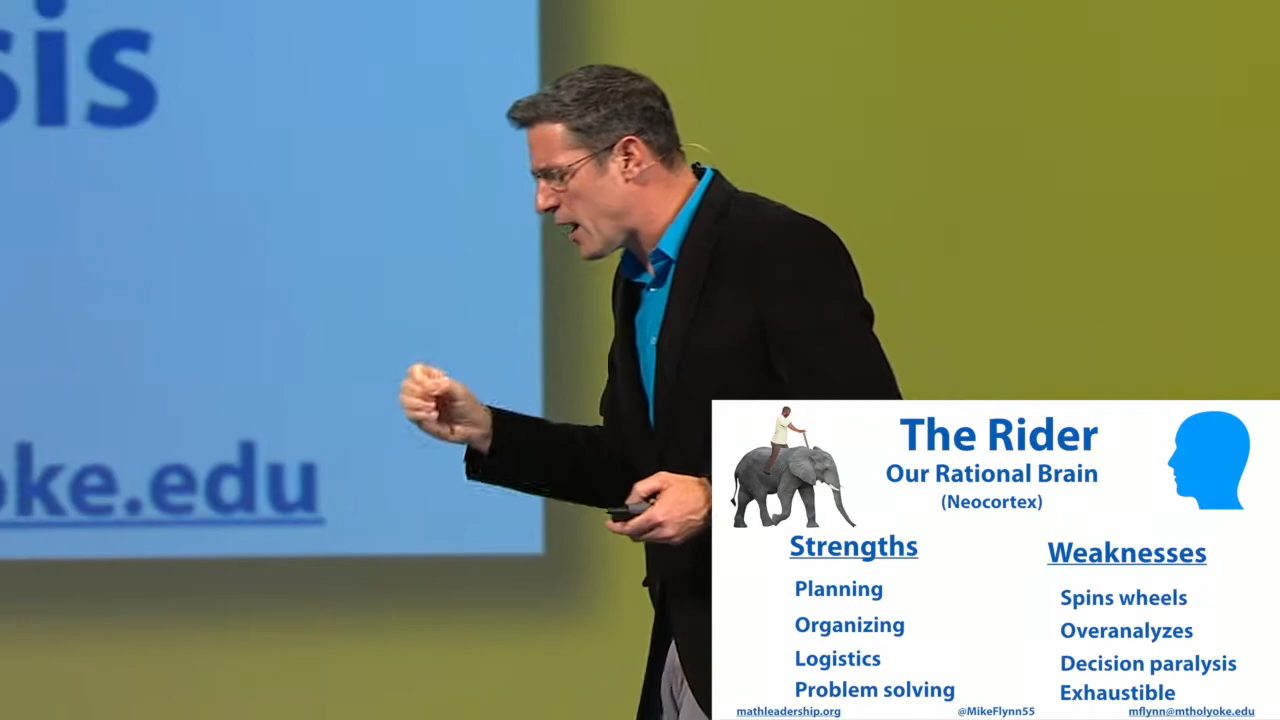 sis
oke.edu
The Rider
Our Rational Brain
(Neocortex)
Strengths
Planning
Organizing
Logistics
Problem solving
Weaknesses
Spins wheels
Overanalyzes
Decision paralysis
Exhaustible
mathleadership.org
@MikeFlynn55
mflynn@mtholyoke.edu